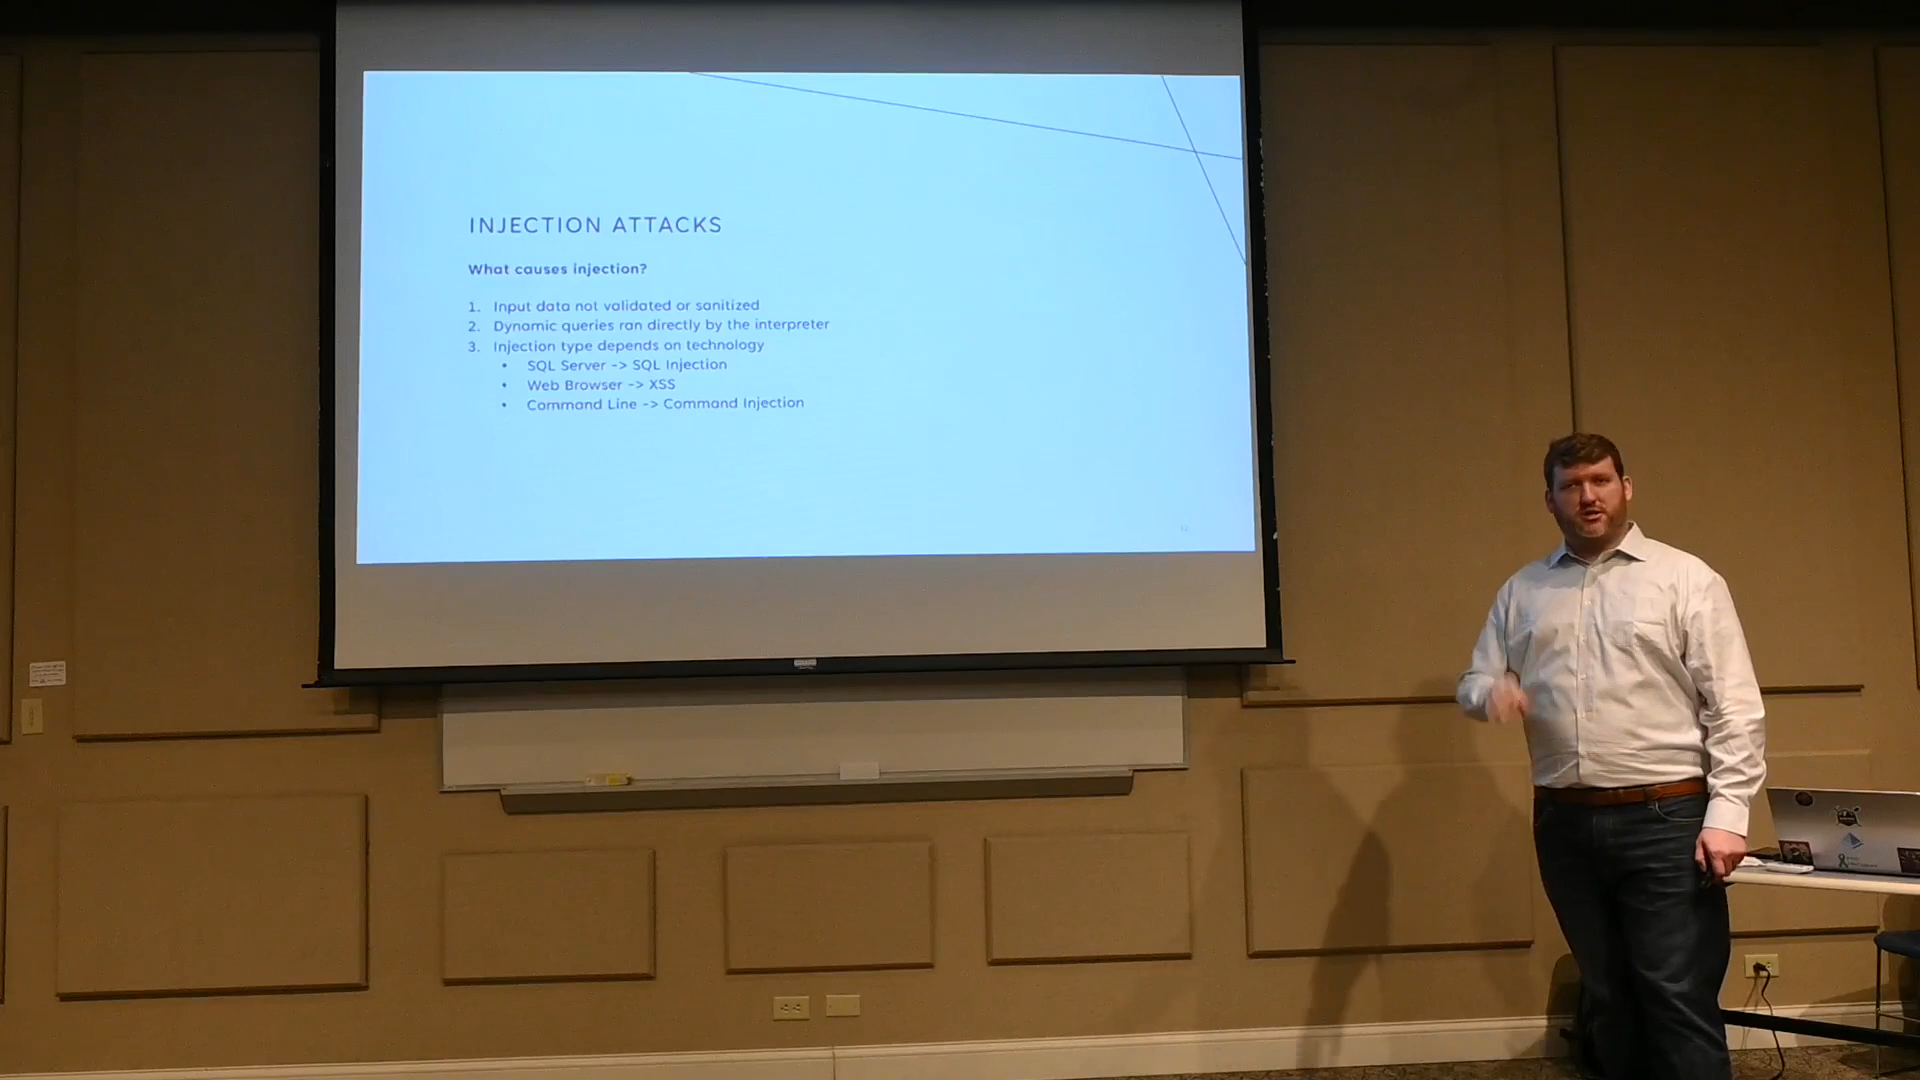 INJECTION ATTACKS
What causes injection?
1. Input data not validated or sanitized
2. Dynamic queries ran directly by the interpreter
3. Injection type depends on technology
• SQL Server -> SQL Injection
• Web Browser -> XSS
• Command Line -> Command Injection
12